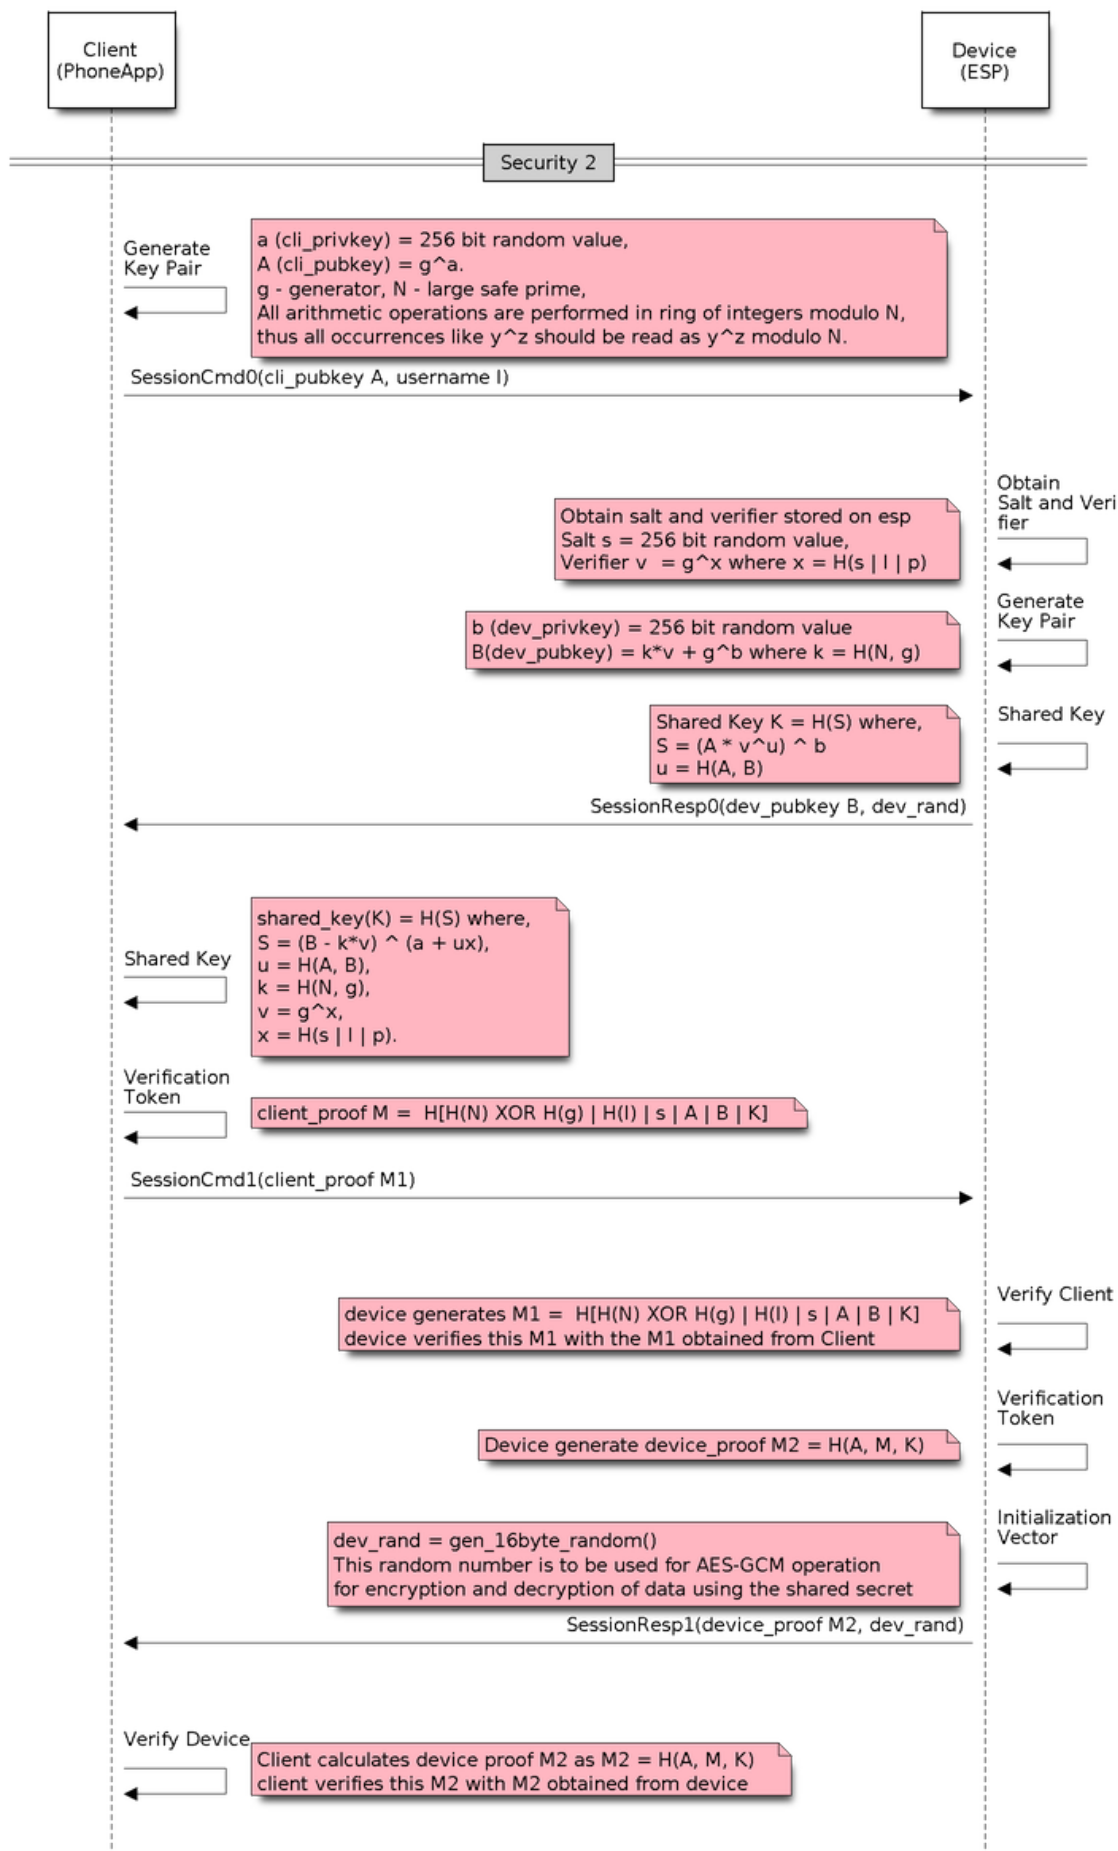 Client
(PhoneApp)
Device
(ESP)
Security 2
Generate
Key Pair
a (cli_privkey) = 256 bit random value,
A (cli_pubkey) = g^a.
g - generator, N - large safe prime,
All arithmetic operations are performed in ring of integers modulo N,
thus all occurrences like y^z should be read as y^z modulo N.
SessionCmd0(cli_pubkey A, username I)
Obtain
Salt and Veri
fier
Obtain salt and verifier stored on esp
Salt s = 256 bit random value,
Verifier v  = g^x where x = H(s | I | p)
Generate
Key Pair
b (dev_privkey) = 256 bit random value
B(dev_pubkey) = k*v + g^b where k = H(N, g)
Shared Key
Shared Key K = H(S) where,
S = (A * v^u) ^ b
u = H(A, B)
SessionResp0(dev_pubkey B, dev_rand)
Shared Key
shared_key(K) = H(S) where,
S = (B - k*v) ^ (a + ux),
u = H(A, B),
k = H(N, g),
v = g^x,
x = H(s | I | p).
Verification
Token
client_proof M =  H[H(N) XOR H(g) | H(I) | s | A | B | K]
SessionCmd1(client_proof M1)
Verify Client
device generates M1 =  H[H(N) XOR H(g) | H(I) | s | A | B | K]
device verifies this M1 with the M1 obtained from Client
Verification
Token
Device generate device_proof M2 = H(A, M, K)
Initialization
Vector
dev_rand = gen_16byte_random()
This random number is to be used for AES-GCM operation
for encryption and decryption of data using the shared secret
SessionResp1(device_proof M2, dev_rand)
Verify Device
Client calculates device proof M2 as M2 = H(A, M, K)
client verifies this M2 with M2 obtained from device